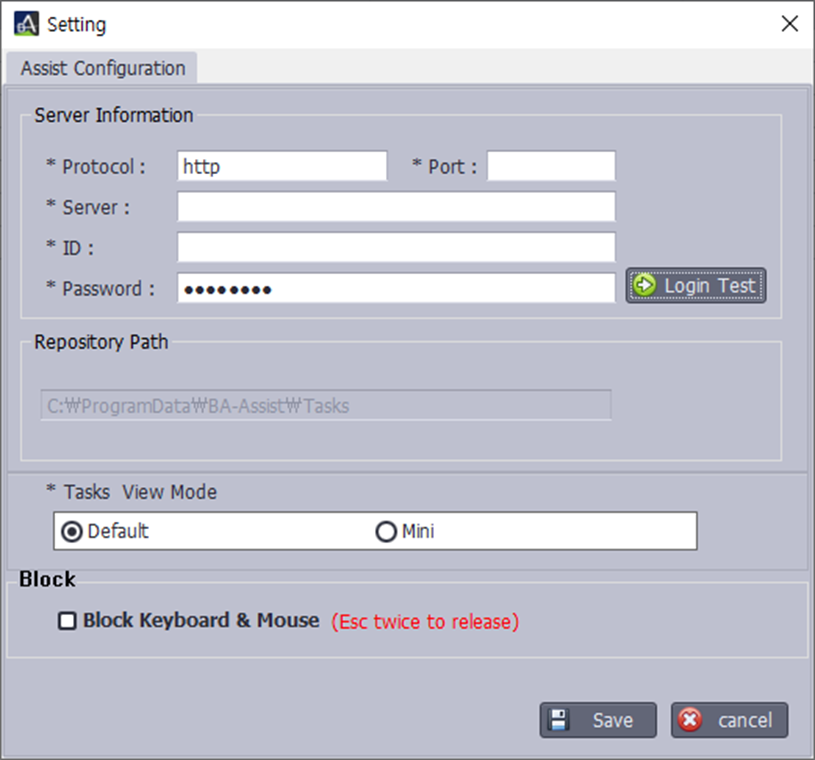 Setting
Assist Configuration
Server Information
* Protocol : http * Port :
* Server :
* ID :
* Password : ●●●●●●●● Login Test
Repository Path
C:₩ProgramData₩BA-Assist₩Tasks
* Tasks View Mode
Default Mini
Block
Block Keyboard & Mouse (Esc twice to release)
Save cancel